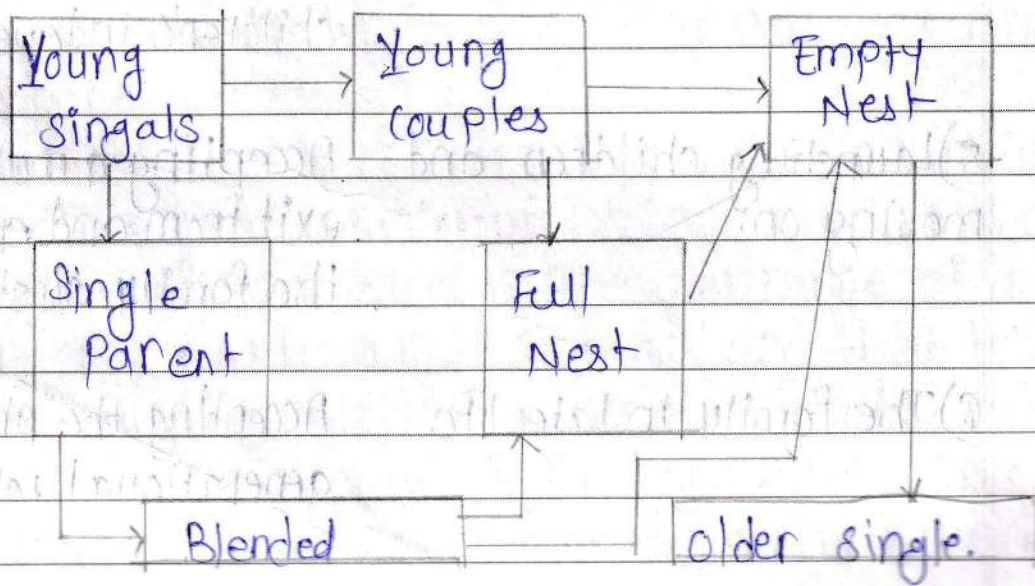 Young
singals.
Young
couples
Empty
Nest
Single
Parent
Full
Nest
Blended
older single.